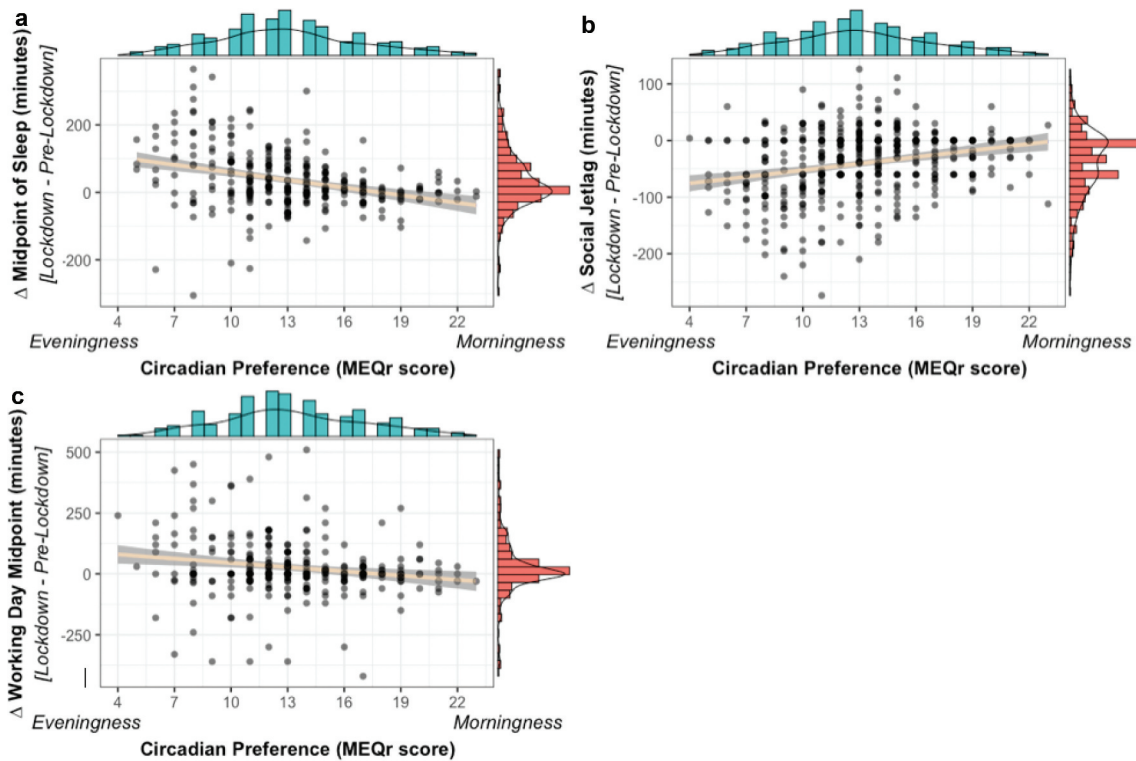 a
Δ Midpoint of Sleep (minutes)
[Lockdown - Pre-Lockdown]
200
0
-200
4 7 10 13 16 19 22
Eveningness Morningness
Circadian Preference (MEQr score)
b
Δ Social Jetlag (minutes)
[Lockdown - Pre-Lockdown]
100
0
-100
-200
4 7 10 13 16 19 22
Eveningness Morningness
Circadian Preference (MEQr score)
c
Δ Working Day Midpoint (minutes)
[Lockdown - Pre-Lockdown]
500
250
0
-250
4 7 10 13 16 19 22
Eveningness Morningness
Circadian Preference (MEQr score)